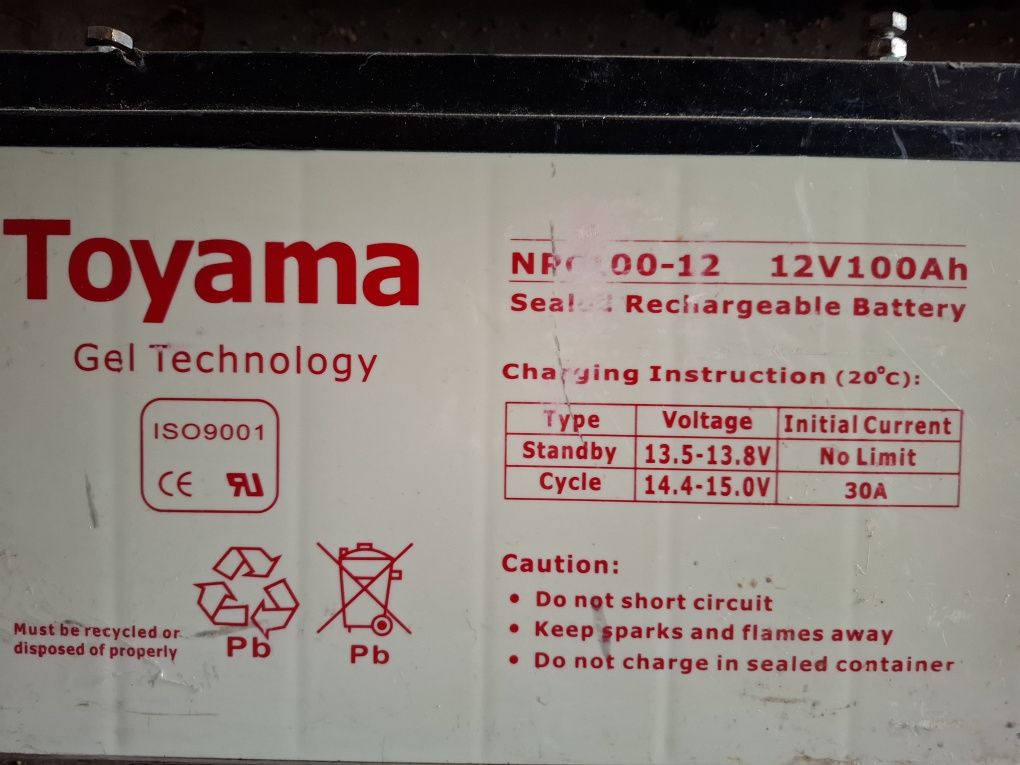 Toyama
Gel Technology
ISO9001
CE
Must be recycled or
disposed of properly
Pb
Pb
12V100Ah
Sealed Rechargeable Battery
Charging Instruction (20°C):
Type Voltage Initial Current
Standby 13.5-13.8V No Limit
Cycle 14.4-15.0V 30A
Caution:
• Do not short circuit
• Keep sparks and flames away
• Do not charge in sealed container